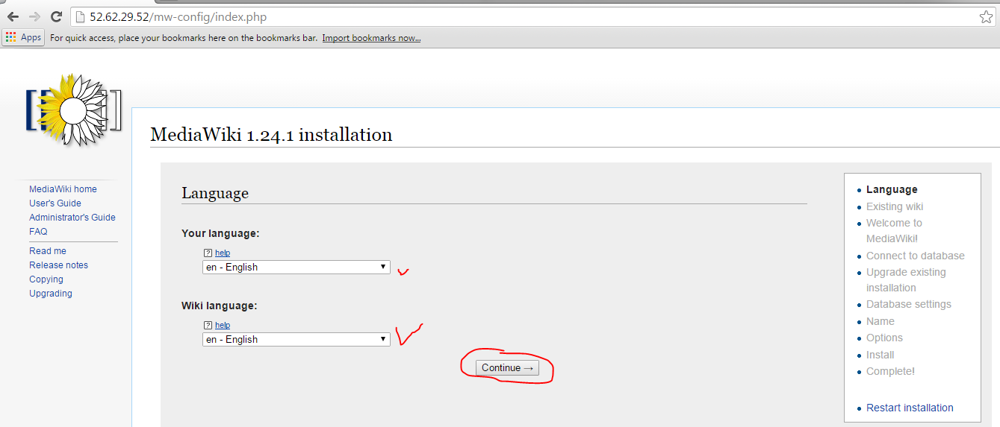 52.62.29.52/mw-config/index.php
Apps
For quick access, place your bookmarks here on the bookmarks bar. Import bookmarks now...
MediaWiki home
User's Guide
Administrator's Guide
FAQ
Read me
Release notes
Copying
Upgrading
MediaWiki 1.24.1 installation
Language
Your language:
? help
en - English
Wiki language:
? help
en - English
Continue →
Language
Existing wiki
Welcome to
MediaWiki!
Connect to database
Upgrade existing
installation
Database settings
Name
Options
Install
Complete!
Restart installation